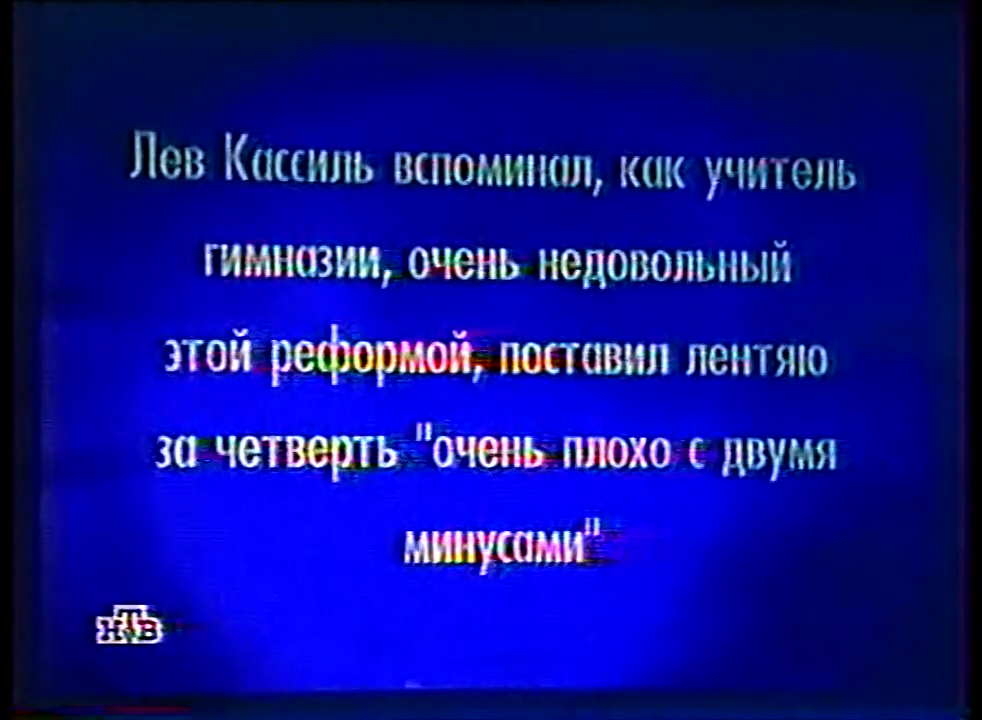 Лев Кассиль вспоминал, как учитель
гимназии, очень недовольный
этой реформой, поставил лентяю
за четверть "очень плохо с двумя
минусами"
НТВ